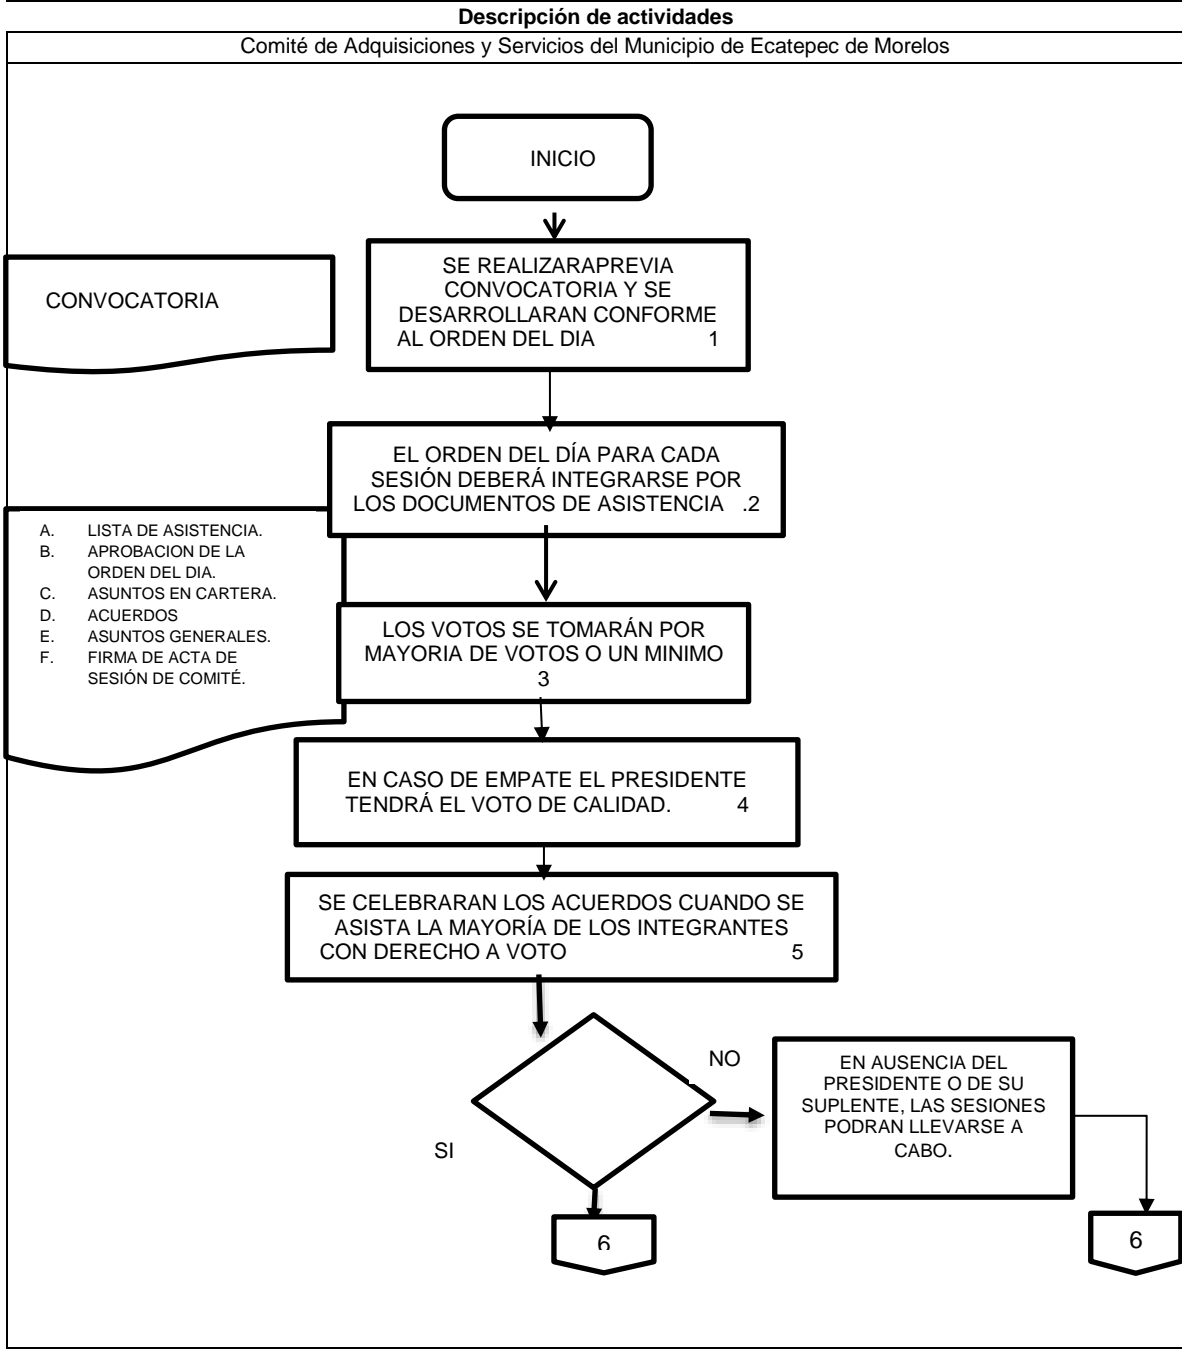 Descripción de actividades
Comité de Adquisiciones y Servicios del Municipio de Ecatepec de Morelos
INICIO
CONVOCATORIA
SE REALIZARAPREVIA
CONVOCATORIA Y SE
DESARROLLARAN CONFORME
AL ORDEN DEL DIA 1
EL ORDEN DEL DÍA PARA CADA
SESIÓN DEBERÁ INTEGRARSE POR
LOS DOCUMENTOS DE ASISTENCIA .2
A. LISTA DE ASISTENCIA.
B. APROBACION DE LA
ORDEN DEL DIA.
C. ASUNTOS EN CARTERA.
D. ACUERDOS
E. ASUNTOS GENERALES.
F. FIRMA DE ACTA DE
SESIÓN DE COMITÉ.
LOS VOTOS SE TOMARÁN POR
MAYORIA DE VOTOS O UN MINIMO
3
EN CASO DE EMPATE EL PRESIDENTE
TENDRÁ EL VOTO DE CALIDAD. 4
SE CELEBRARAN LOS ACUERDOS CUANDO SE
ASISTA LA MAYORÍA DE LOS INTEGRANTES
CON DERECHO A VOTO 5
NO
SI
EN AUSENCIA DEL
PRESIDENTE O DE SU
SUPLENTE, LAS SESIONES
PODRAN LLEVARSE A
CABO.
6
6